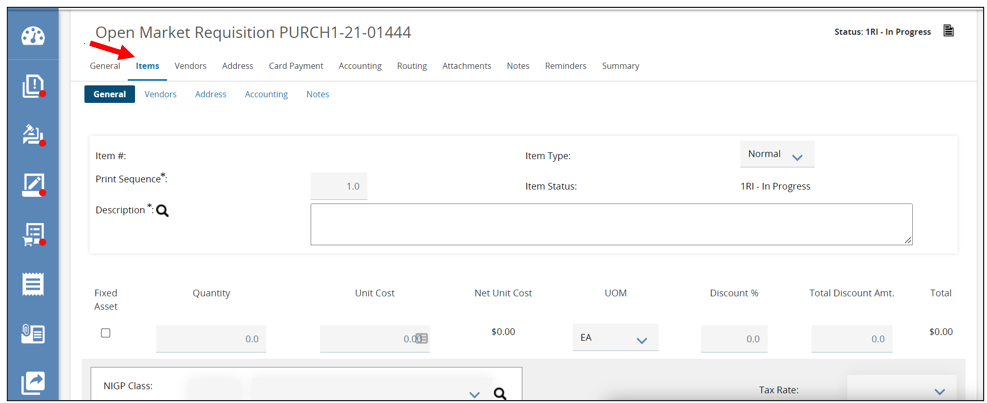 Open Market Requisition PURCH1-21-01444
Status: 1RI - In Progress
General Items Vendors Address Card Payment Accounting Routing Attachments Notes Reminders Summary
General Vendors Address Accounting Notes
Item #:
Item Type: Normal
Print Sequence*: 1.0
Item Status: 1RI - In Progress
Description *:
Fixed Asset Quantity Unit Cost Net Unit Cost UOM Discount % Total Discount Amt. Total
0.0 0.0 $0.00 EA 0.0 0.0 $0.00
NIGP Class:
Tax Rate: